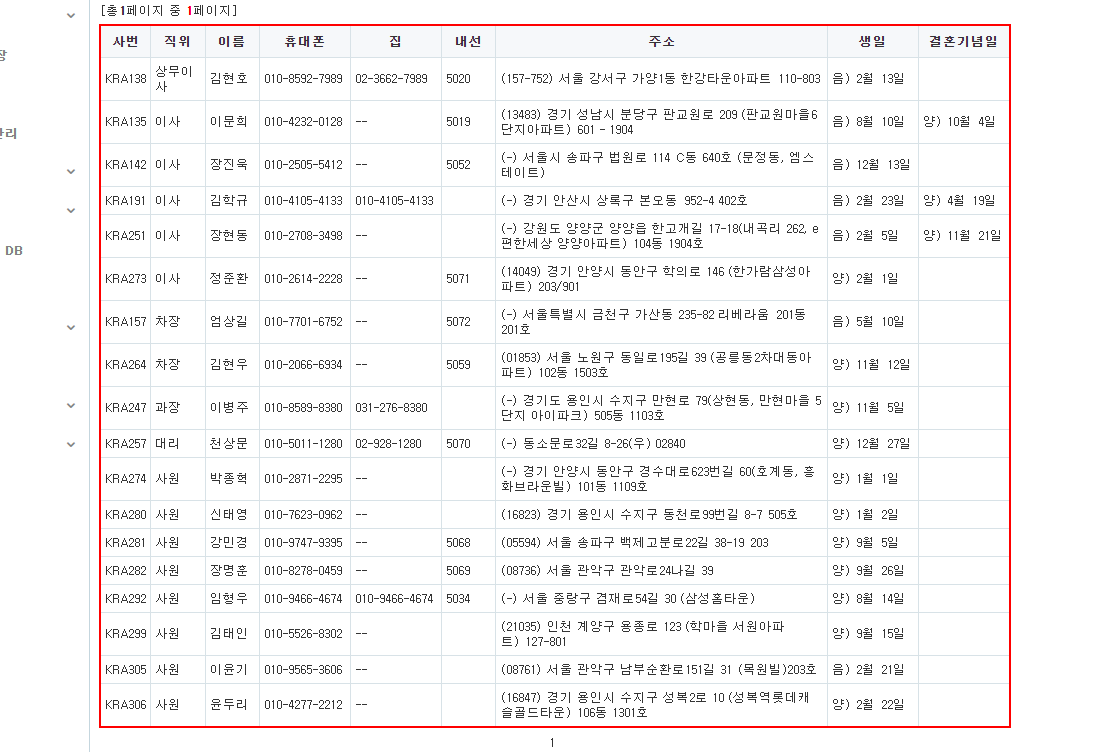 [총1페이지 중 1페이지]
사번 직위 이름 휴대폰 집 내선 주소 생일 결혼기념일
KRA138 상무이사 김현호 010-8592-7989 02-3662-7989 5020 (157-752) 서울 강서구 가양1동 한강타운아파트 110-803 음) 2월 13일
KRA135 이사 이문희 010-4232-0128 -- 5019 (13483) 경기 성남시 분당구 판교원로 209 (판교원마을6단지아파트) 601 - 1904 음) 8월 10일 양) 10월 4일
KRA142 이사 장진욱 010-2505-5412 -- 5052 (-) 서울시 송파구 법원로 114 C동 640호 (문정동, 엠스테이트) 음) 12월 13일
KRA191 이사 김학규 010-4105-4133 010-4105-4133 (-) 경기 안산시 상록구 본오동 952-4 402호 음) 2월 23일 양) 4월 19일
KRA251 이사 장현동 010-2708-3498 -- (-) 강원도 양양군 양양읍 한고개길 17-18(내곡리 262, e편한세상 양양아파트) 104동 1904호 음) 2월 5일 양) 11월 21일
KRA273 이사 정준환 010-2614-2228 -- 5071 (14049) 경기 안양시 동안구 학의로 146 (한가람삼성아파트) 203/901 양) 2월 1일
KRA157 차장 엄상길 010-7701-6752 -- 5072 (-) 서울특별시 금천구 가산동 235-82 리베라움 201동 201호 음) 5월 10일
KRA264 차장 김현우 010-2066-6934 -- 5059 (01853) 서울 노원구 동일로195길 39 (공릉동2차대동아파트) 102동 1503호 양) 11월 12일
KRA247 과장 이병주 010-8589-8380 031-276-8380 (-) 경기도 용인시 수지구 만현로 79(상현동, 만현마을 5단지 아이파크) 505동 1103호 양) 11월 5일
KRA257 대리 천상문 010-5011-1280 02-928-1280 5070 (-) 동소문로32길 8-26(우) 02840 양) 12월 27일
KRA274 사원 박종혁 010-2871-2295 -- (-) 경기 안양시 동안구 경수대로623번길 60(호계동, 흥화브라운빌) 101동 1109호 양) 1월 1일
KRA280 사원 신태영 010-7623-0962 -- (16823) 경기 용인시 수지구 동천로99번길 8-7 505호 양) 1월 2일
KRA281 사원 강민경 010-9747-9395 -- 5068 (05594) 서울 송파구 백제고분로22길 38-19 203 양) 9월 5일
KRA282 사원 장명훈 010-8278-0459 -- 5069 (08736) 서울 관악구 관악로24나길 39 양) 9월 26일
KRA292 사원 임형우 010-9466-4674 010-9466-4674 5034 (-) 서울 중랑구 겸재로54길 30 (삼성홈타운) 양) 8월 14일
KRA299 사원 김태인 010-5526-8302 -- (21035) 인천 계양구 용종로 123 (학마을 서원아파트) 127-801 양) 9월 15일
KRA305 사원 이윤기 010-9565-3606 -- (08761) 서울 관악구 남부순환로151길 31 (목원빌)203호 음) 2월 21일
KRA306 사원 윤두리 010-4277-2212 -- (16847) 경기 용인시 수지구 성복2로 10 (성복역롯데캐슬골드타운) 106동 1301호 양) 2월 22일
1
장
관리
DB